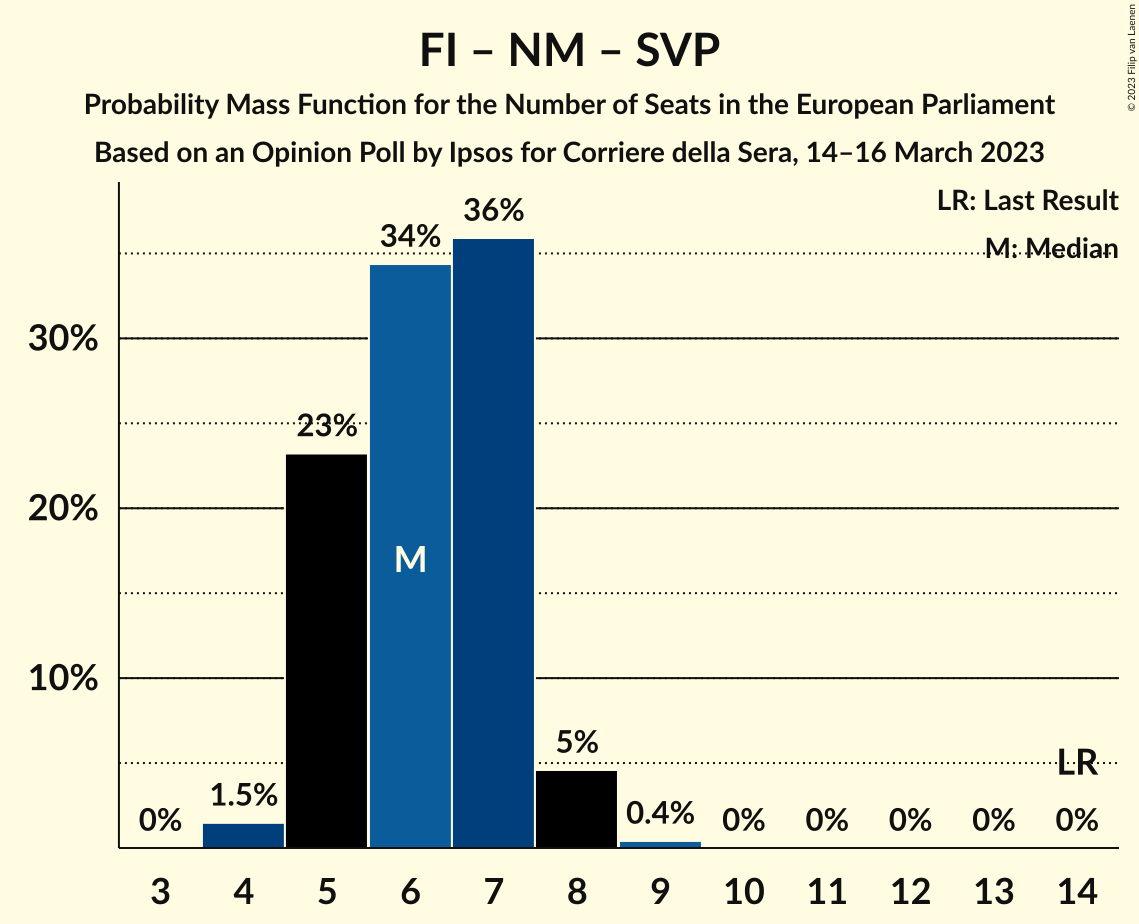 FI – NM – SVP
Probability Mass Function for the Number of Seats in the European Parliament
Based on an Opinion Poll by Ipsos for Corriere della Sera, 14–16 March 2023
© 2023 Filip van Laenen
LR: Last Result
M: Median
36%
34%
30%
23%
20%
M
10%
5%
LR
1.5%
0.4%
0% 0% 0% 0% 0% 0%
3 4 5 6 7 8 9 10 11 12 13 14